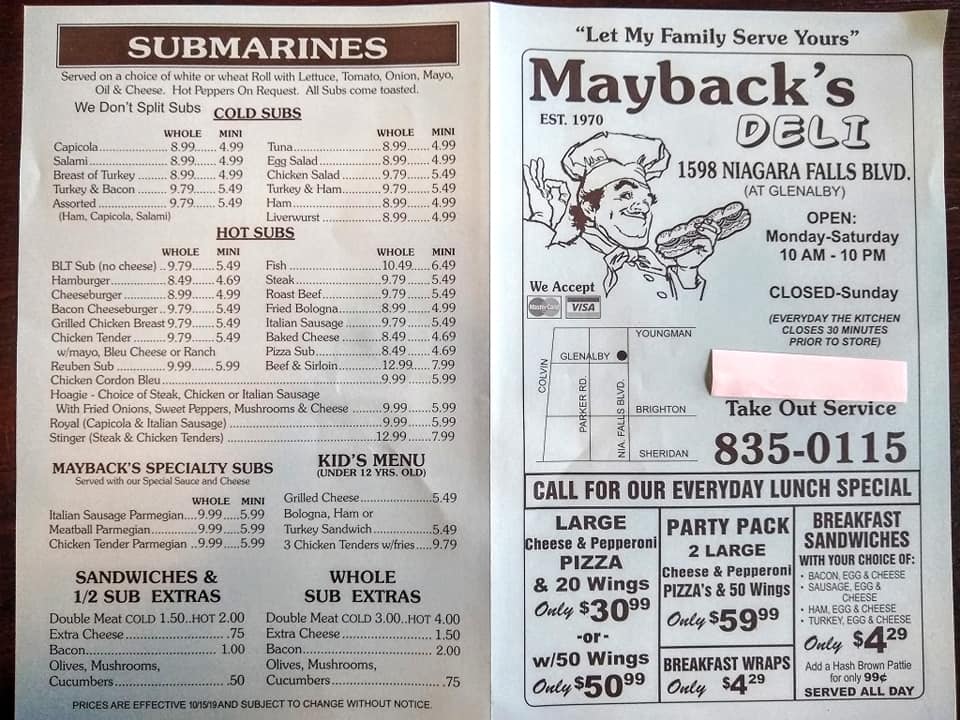 SUBMARINES
Served on a choice of white or wheat Roll with Lettuce, Tomato, Onion, Mayo,
Oil & Cheese. Hot Peppers On Request. All Subs come toasted.
We Don't Split Subs
COLD SUBS
WHOLE MINI
Capicola 8.99 4.99
Salami 8.99 4.99
Breast of Turkey 8.99 4.99
Turkey & Bacon 9.79 5.49
Assorted 9.79 5.49
(Ham, Capicola, Salami)
WHOLE MINI
Tuna 8.99 4.99
Egg Salad 8.99 4.99
Chicken Salad 9.79 5.49
Turkey & Ham 9.79 5.49
Ham 8.99 4.99
Liverwurst 8.99 4.99
HOT SUBS
WHOLE MINI
BLT Sub (no cheese) 9.79 5.49
Hamburger 8.49 4.69
Cheeseburger 8.99 4.99
Bacon Cheeseburger 9.79 5.49
Grilled Chicken Breast 9.79 5.49
Chicken Tender 9.79 5.49
w/mayo, Bleu Cheese or Ranch
Reuben Sub 9.99 5.99
WHOLE MINI
Fish 10.49 6.49
Steak 9.79 5.49
Roast Beef 9.79 5.49
Fried Bologna 8.99 4.99
Italian Sausage 9.79 5.49
Baked Cheese 8.49 4.69
Pizza Sub 8.49 4.69
Beef & Sirloin 12.99 7.99
Chicken Cordon Bleu 9.99 5.99
Hoagie - Choice of Steak, Chicken or Italian Sausage
With Fried Onions, Sweet Peppers, Mushrooms & Cheese 9.99 5.99
Royal (Capicola & Italian Sausage) 9.99 5.99
Stinger (Steak & Chicken Tenders) 12.99 7.99
MAYBACK'S SPECIALTY SUBS
Served with our Special Sauce and Cheese
WHOLE MINI
Italian Sausage Parmegian 9.99 5.99
Meatball Parmegian 9.99 5.99
Chicken Tender Parmegian 9.99 5.99
KID'S MENU
(UNDER 12 YRS. OLD)
Grilled Cheese 5.49
Bologna, Ham or
Turkey Sandwich 5.49
3 Chicken Tenders w/fries 9.79
SANDWICHES &
1/2 SUB EXTRAS
Double Meat COLD 1.50..HOT 2.00
Extra Cheese .75
Bacon 1.00
Olives, Mushrooms,
Cucumbers .50
WHOLE
SUB EXTRAS
Double Meat COLD 3.00..HOT 4.00
Extra Cheese 1.50
Bacon 2.00
Olives, Mushrooms,
Cucumbers .75
PRICES ARE EFFECTIVE 10/15/19 AND SUBJECT TO CHANGE WITHOUT NOTICE.
"Let My Family Serve Yours"
Mayback's
EST. 1970
DELI
1598 NIAGARA FALLS BLVD.
(AT GLENALBY)
OPEN:
Monday-Saturday
10 AM - 10 PM
CLOSED-Sunday
(EVERYDAY THE KITCHEN
CLOSES 30 MINUTES
PRIOR TO STORE)
We Accept
MasterCard VISA
YOUNGMAN
GLENALBY
COLVIN
PARKER RD.
NIA. FALLS BLVD.
BRIGHTON
SHERIDAN
Take Out Service
835-0115
CALL FOR OUR EVERYDAY LUNCH SPECIAL
LARGE
Cheese & Pepperoni
PIZZA
& 20 Wings
Only $30.99
-or-
w/50 Wings
Only $50.99
PARTY PACK
2 LARGE
Cheese & Pepperoni
PIZZA's & 50 Wings
Only $59.99
BREAKFAST WRAPS
Only $4.29
BREAKFAST
SANDWICHES
WITH YOUR CHOICE OF:
• BACON, EGG & CHEESE
• SAUSAGE, EGG &
CHEESE
• HAM, EGG & CHEESE
• TURKEY, EGG & CHEESE
Only $4.29
Add a Hash Brown Pattie
for only 99¢
SERVED ALL DAY